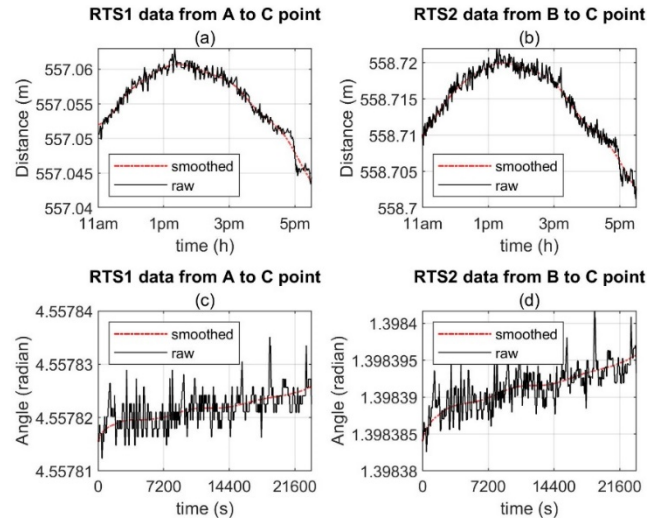 RTS1 data from A to C point
(a)
557.06
557.055
557.05
557.045
557.04
Distance (m)
smoothed
raw
11am 1pm 3pm 5pm
time (h)
RTS2 data from B to C point
(b)
558.72
558.715
558.71
558.705
558.7
Distance (m)
smoothed
raw
11am 1pm 3pm 5pm
time (h)
RTS1 data from A to C point
(c)
4.55784
4.55783
4.55782
4.55781
Angle (radian)
smoothed
raw
0 7200 14400 21600
time (s)
RTS2 data from B to C point
(d)
1.3984
1.398395
1.39839
1.398385
1.39838
Angle (radian)
smoothed
raw
0 7200 14400 21600
time (s)